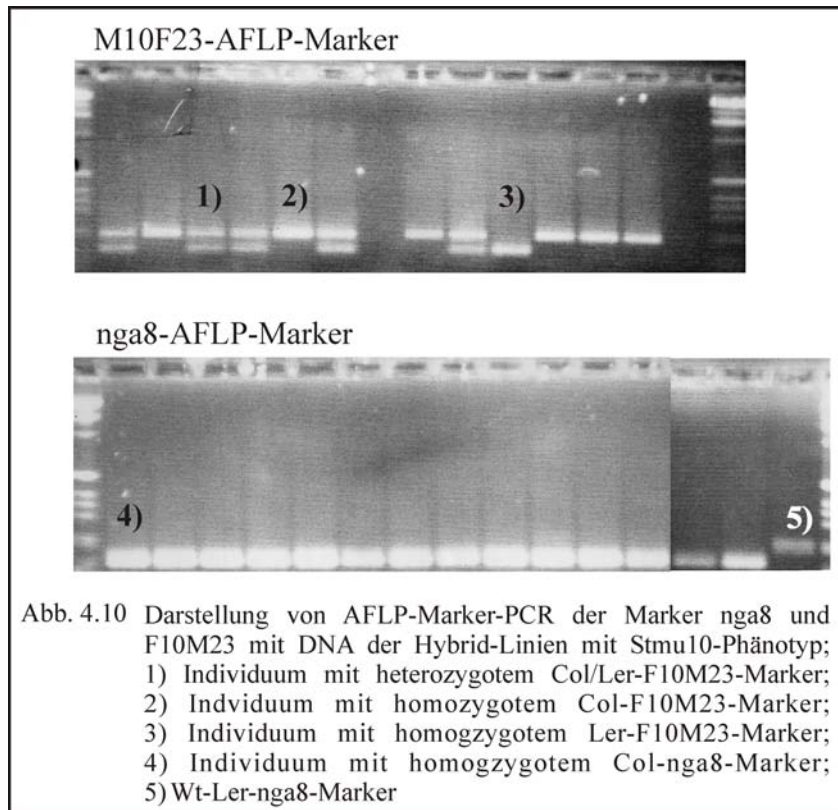 M10F23-AFLP-Marker
1)
2)
3)
nga8-AFLP-Marker
4)
5)
Abb. 4.10 Darstellung von AFLP-Marker-PCR der Marker nga8 und
F10M23 mit DNA der Hybrid-Linien mit Stmu10-Phänotyp;
1) Individuum mit heterozygotem Col/Ler-F10M23-Marker;
2) Indviduum mit homozygotem Col-F10M23-Marker;
3) Individuum mit homogzygotem Ler-F10M23-Marker;
4) Individuum mit homogzygotem Col-nga8-Marker;
5) Wt-Ler-nga8-Marker